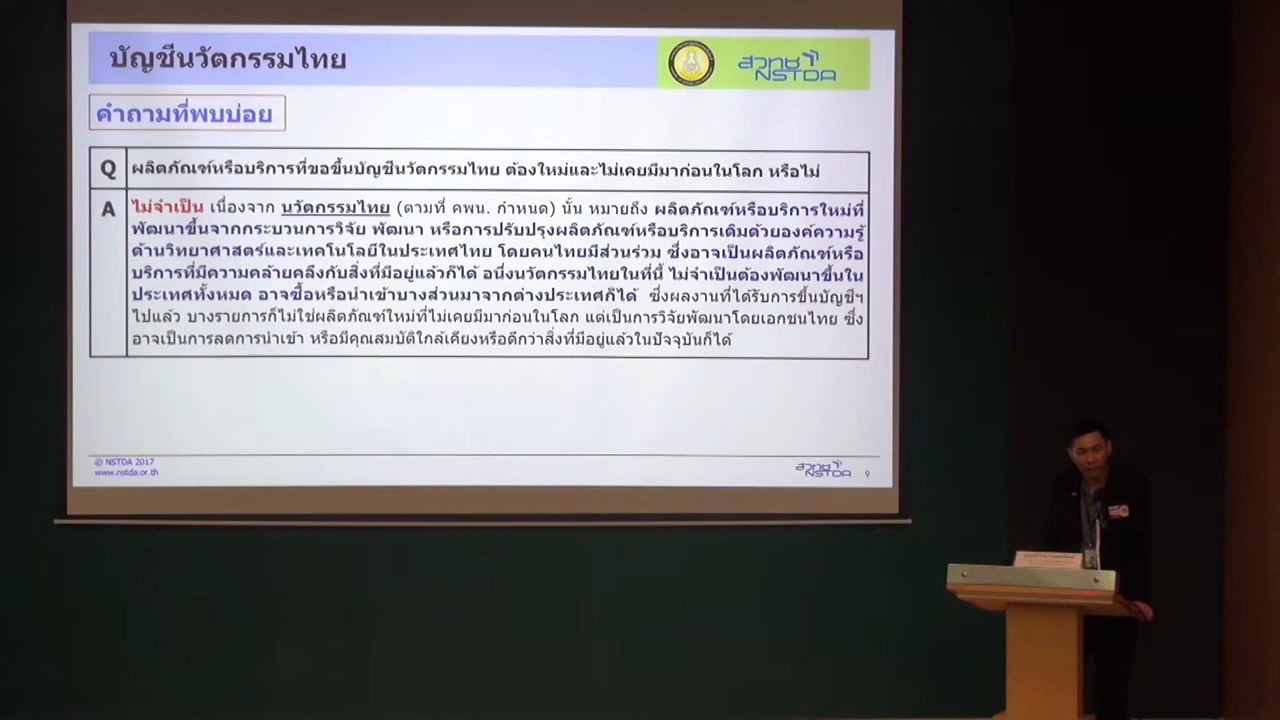 บัญชีนวัตกรรมไทย
สวทช
NSTDA
คำถามที่พบบ่อย
Q ผลิตภัณฑ์หรือบริการที่ขอขึ้นบัญชีนวัตกรรมไทย ต้องใหม่และไม่เคยมีมาก่อนในโลก หรือไม่
A ไม่จำเป็น เนื่องจาก นวัตกรรมไทย (ตามที่ คพน. กำหนด) นั้น หมายถึง ผลิตภัณฑ์หรือบริการใหม่ที่
พัฒนาขึ้นจากกระบวนการวิจัย พัฒนา หรือการปรับปรุงผลิตภัณฑ์หรือบริการเดิมด้วยองค์ความรู้
ด้านวิทยาศาสตร์และเทคโนโลยีในประเทศไทย โดยคนไทยมีส่วนร่วม ซึ่งอาจเป็นผลิตภัณฑ์หรือ
บริการที่มีความคล้ายคลึงกับสิ่งที่มีอยู่แล้วก็ได้ อนึ่งนวัตกรรมไทยในที่นี้ ไม่จำเป็นต้องพัฒนาขึ้นใน
ประเทศทั้งหมด อาจซื้อหรือนำเข้าบางส่วนมาจากต่างประเทศก็ได้ ซึ่งผลงานที่ได้รับการขึ้นบัญชีฯ
ไปแล้ว บางรายการก็ไม่ใช่ผลิตภัณฑ์ใหม่ที่ไม่เคยมีมาก่อนในโลก แต่เป็นการวิจัยพัฒนาโดยเอกชนไทย ซึ่ง
อาจเป็นการลดการนำเข้า หรือมีคุณสมบัติใกล้เคียงหรือดีกว่าสิ่งที่มีอยู่แล้วในปัจจุบันก็ได้
© NSTDA 2017
www.nstda.or.th
สวทช
NSTDA
9